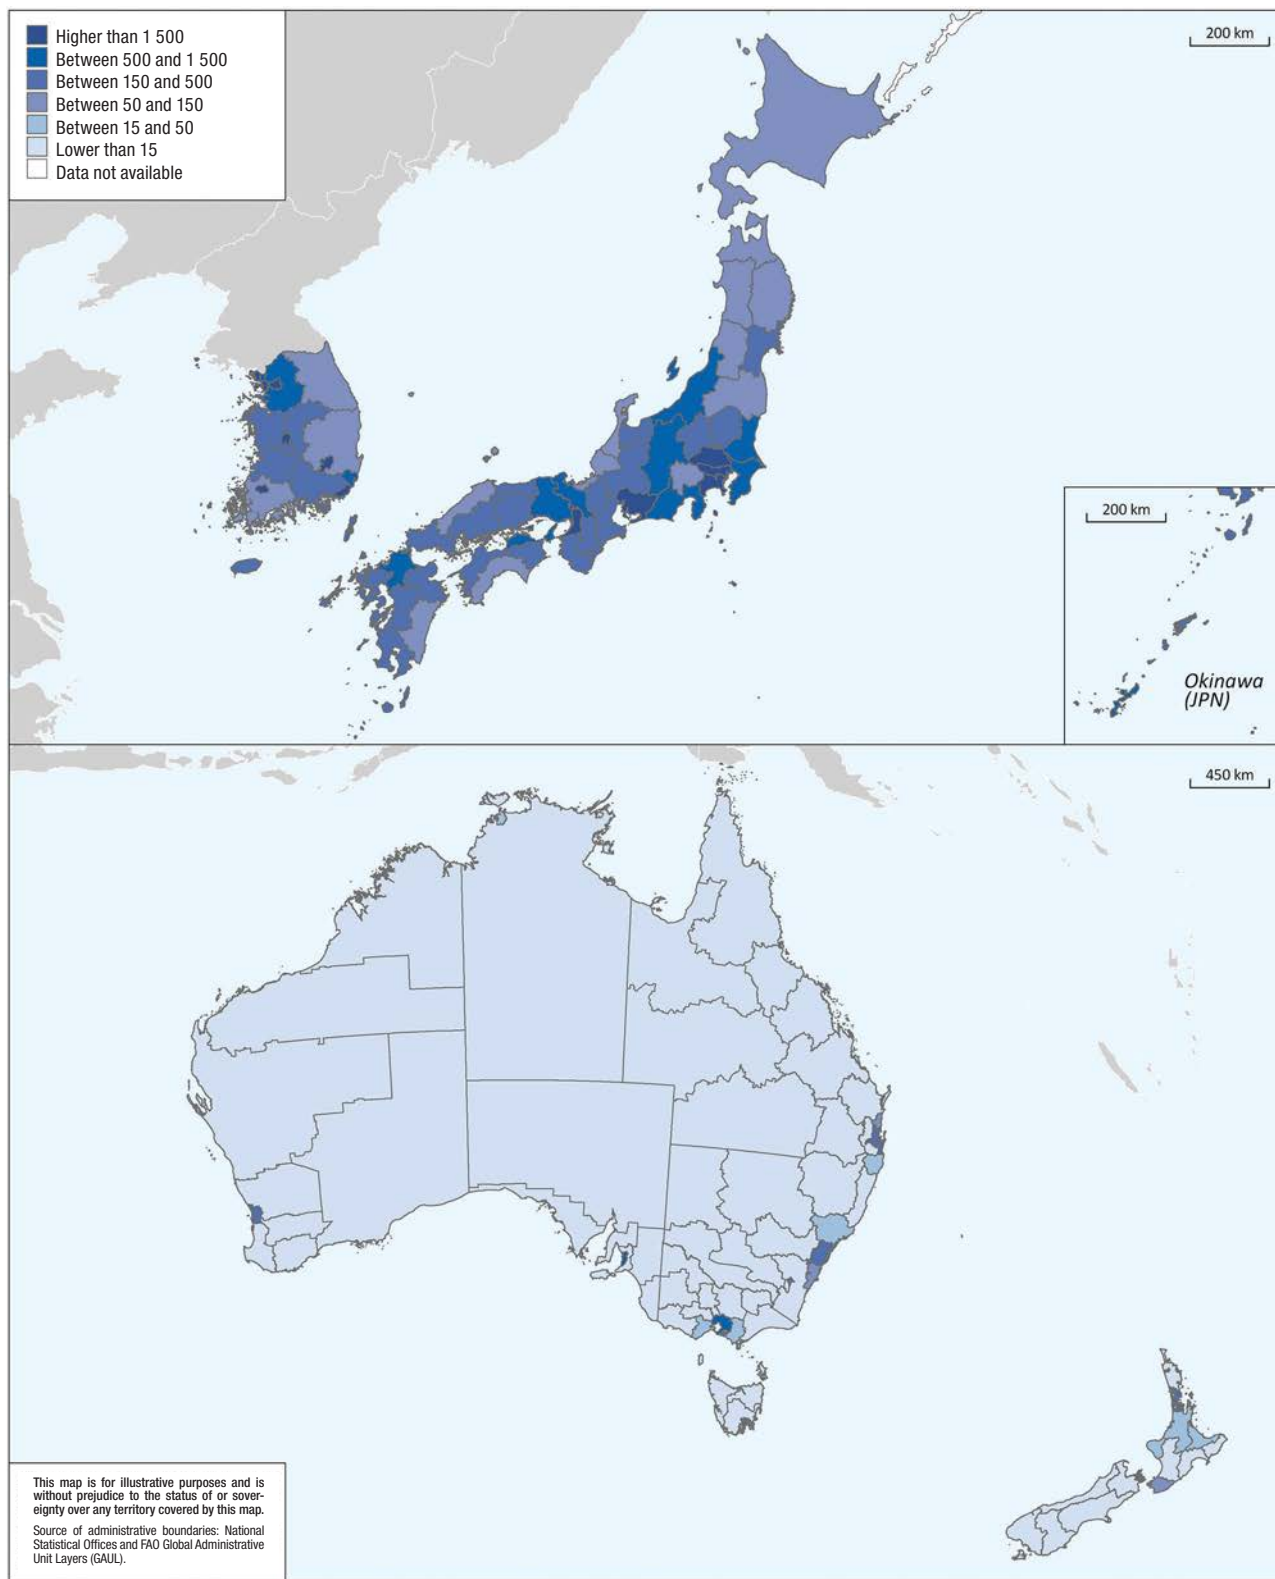 Higher than 1 500
Between 500 and 1 500
Between 150 and 500
Between 50 and 150
Between 15 and 50
Lower than 15
Data not available
200 km
200 km
Okinawa
(JPN)
450 km
This map is for illustrative purposes and is
without prejudice to the status of or sover-
eignty over any territory covered by this map.
Source of administrative boundaries: National
Statistical Offices and FAO Global Administrative
Unit Layers (GAUL).